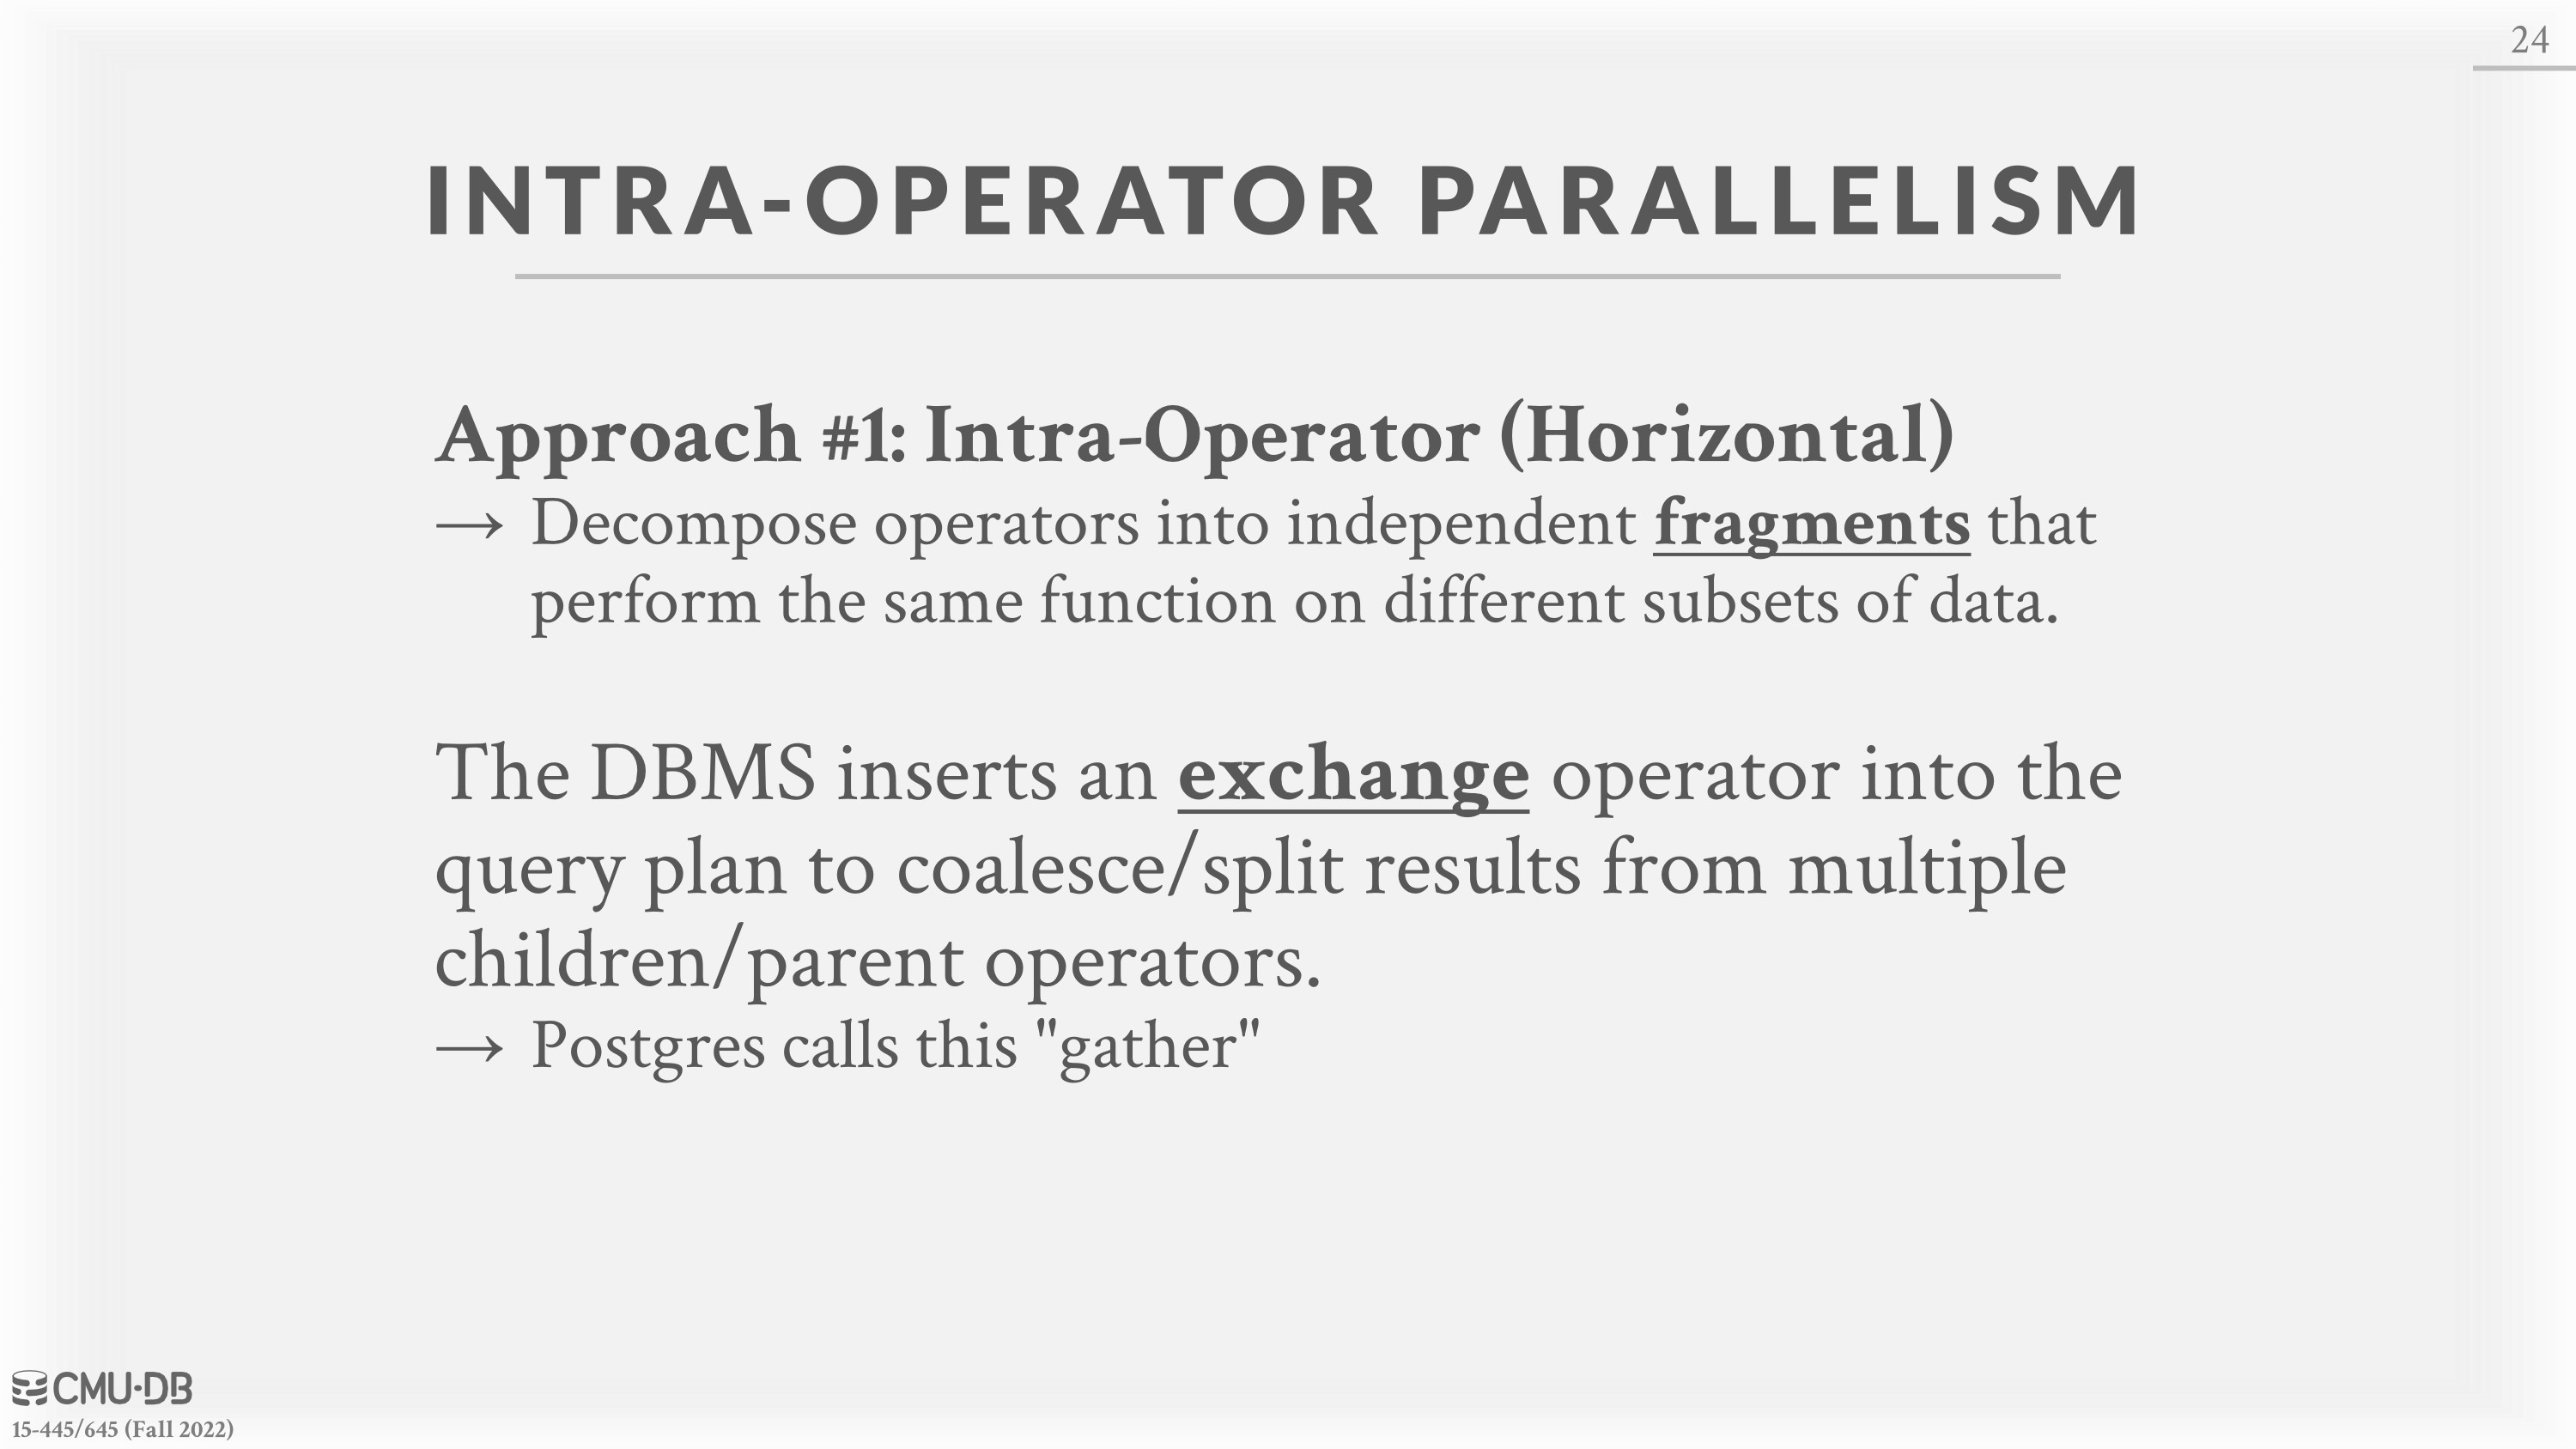 24
INTRA-OPERATOR PARALLELISM
Approach #1: Intra-Operator (Horizontal)
→ Decompose operators into independent fragments that
perform the same function on different subsets of data.
The DBMS inserts an exchange operator into the
query plan to coalesce/split results from multiple
children/parent operators.
→ Postgres calls this "gather"
CMU·DB
15-445/645 (Fall 2022)